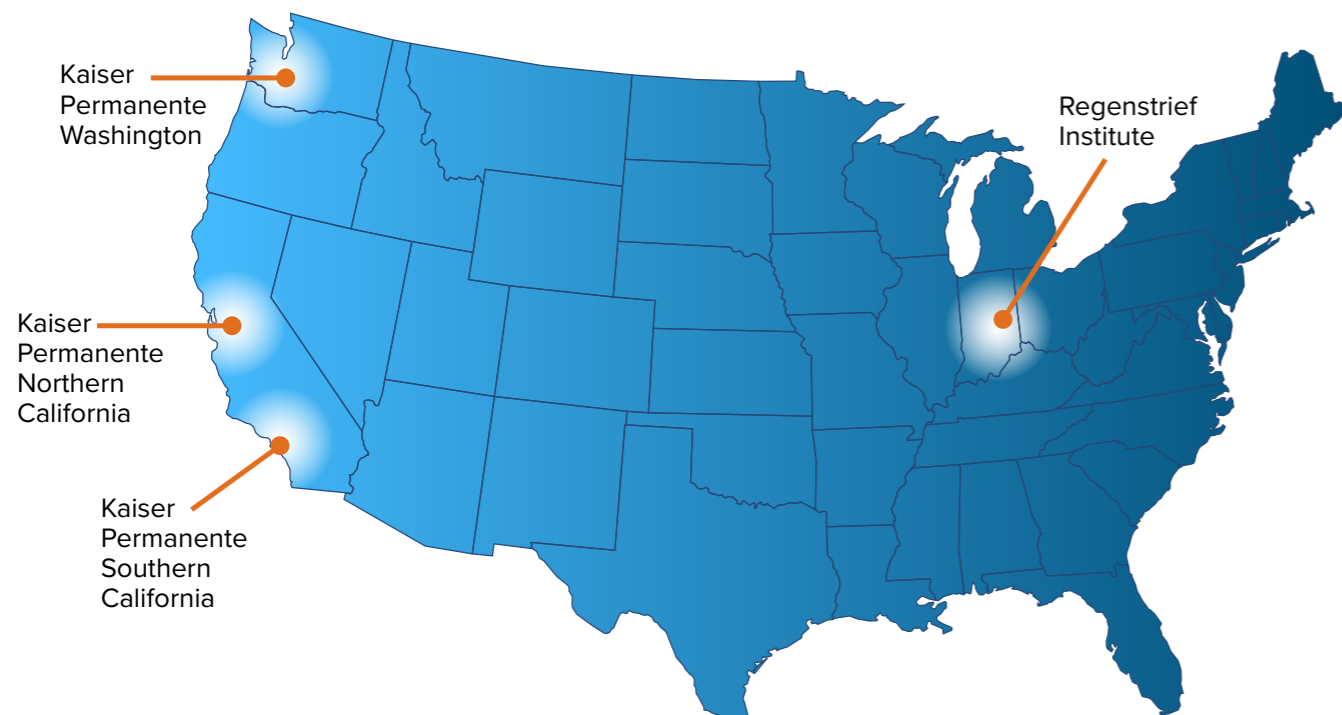 Kaiser
Permanente
Washington
Regenstrief
Institute
Kaiser
Permanente
Northern
California
Kaiser
Permanente
Southern
California